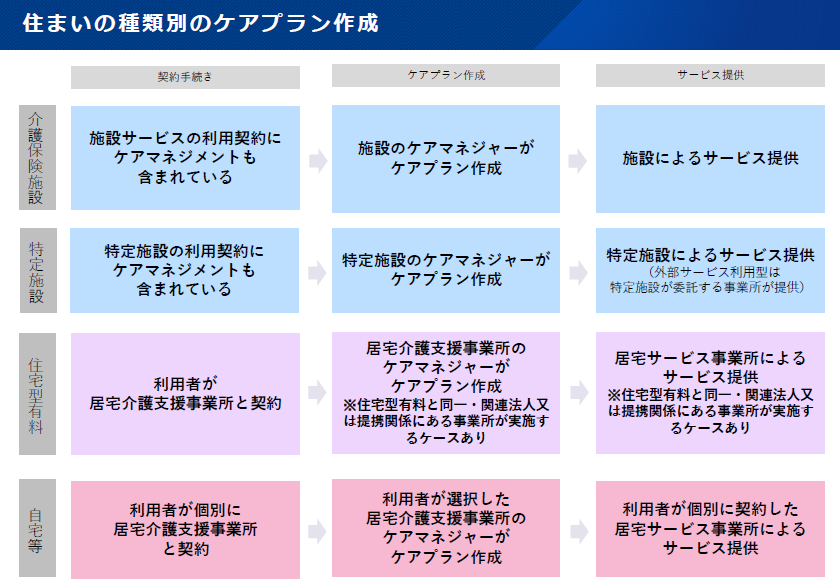 住まいの種類別のケアプラン作成
契約手続き
ケアプラン作成
サービス提供
介護保険施設
施設サービスの利用契約に
ケアマネジメントも
含まれている
施設のケアマネジャーが
ケアプラン作成
施設によるサービス提供
特定施設
特定施設の利用契約に
ケアマネジメントも
含まれている
特定施設のケアマネジャーが
ケアプラン作成
特定施設によるサービス提供
（外部サービス利用型は
特定施設が委託する事業所が提供）
住宅型有料
利用者が
居宅介護支援事業所と契約
居宅介護支援事業所の
ケアマネジャーが
ケアプラン作成
※住宅型有料と同一・関連法人又
は提携関係にある事業所が実施す
るケースあり
居宅サービス事業所による
サービス提供
※住宅型有料と同一・関連法人又
は提携関係にある事業所が実施す
るケースあり
自宅等
利用者が個別に
居宅介護支援事業所
と契約
利用者が選択した
居宅介護支援事業所の
ケアマネジャーが
ケアプラン作成
利用者が個別に契約した
居宅サービス事業所による
サービス提供